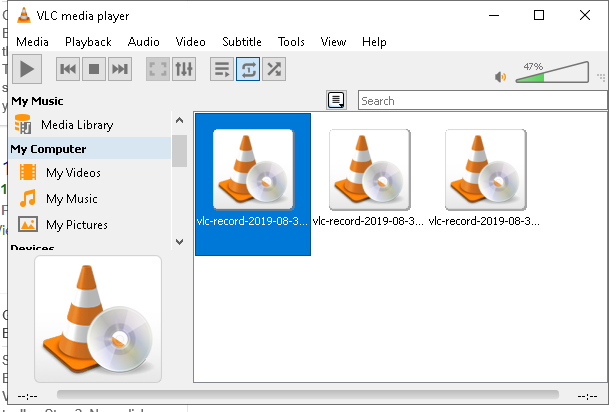 VLC media player
Media Playback Audio Video Subtitle Tools View Help
47%
My Music
Search
Media Library
My Computer
My Videos
My Music
My Pictures
Devices
vlc-record-2019-08-3... vlc-record-2019-08-3... vlc-record-2019-08-3...
--:-- --:--